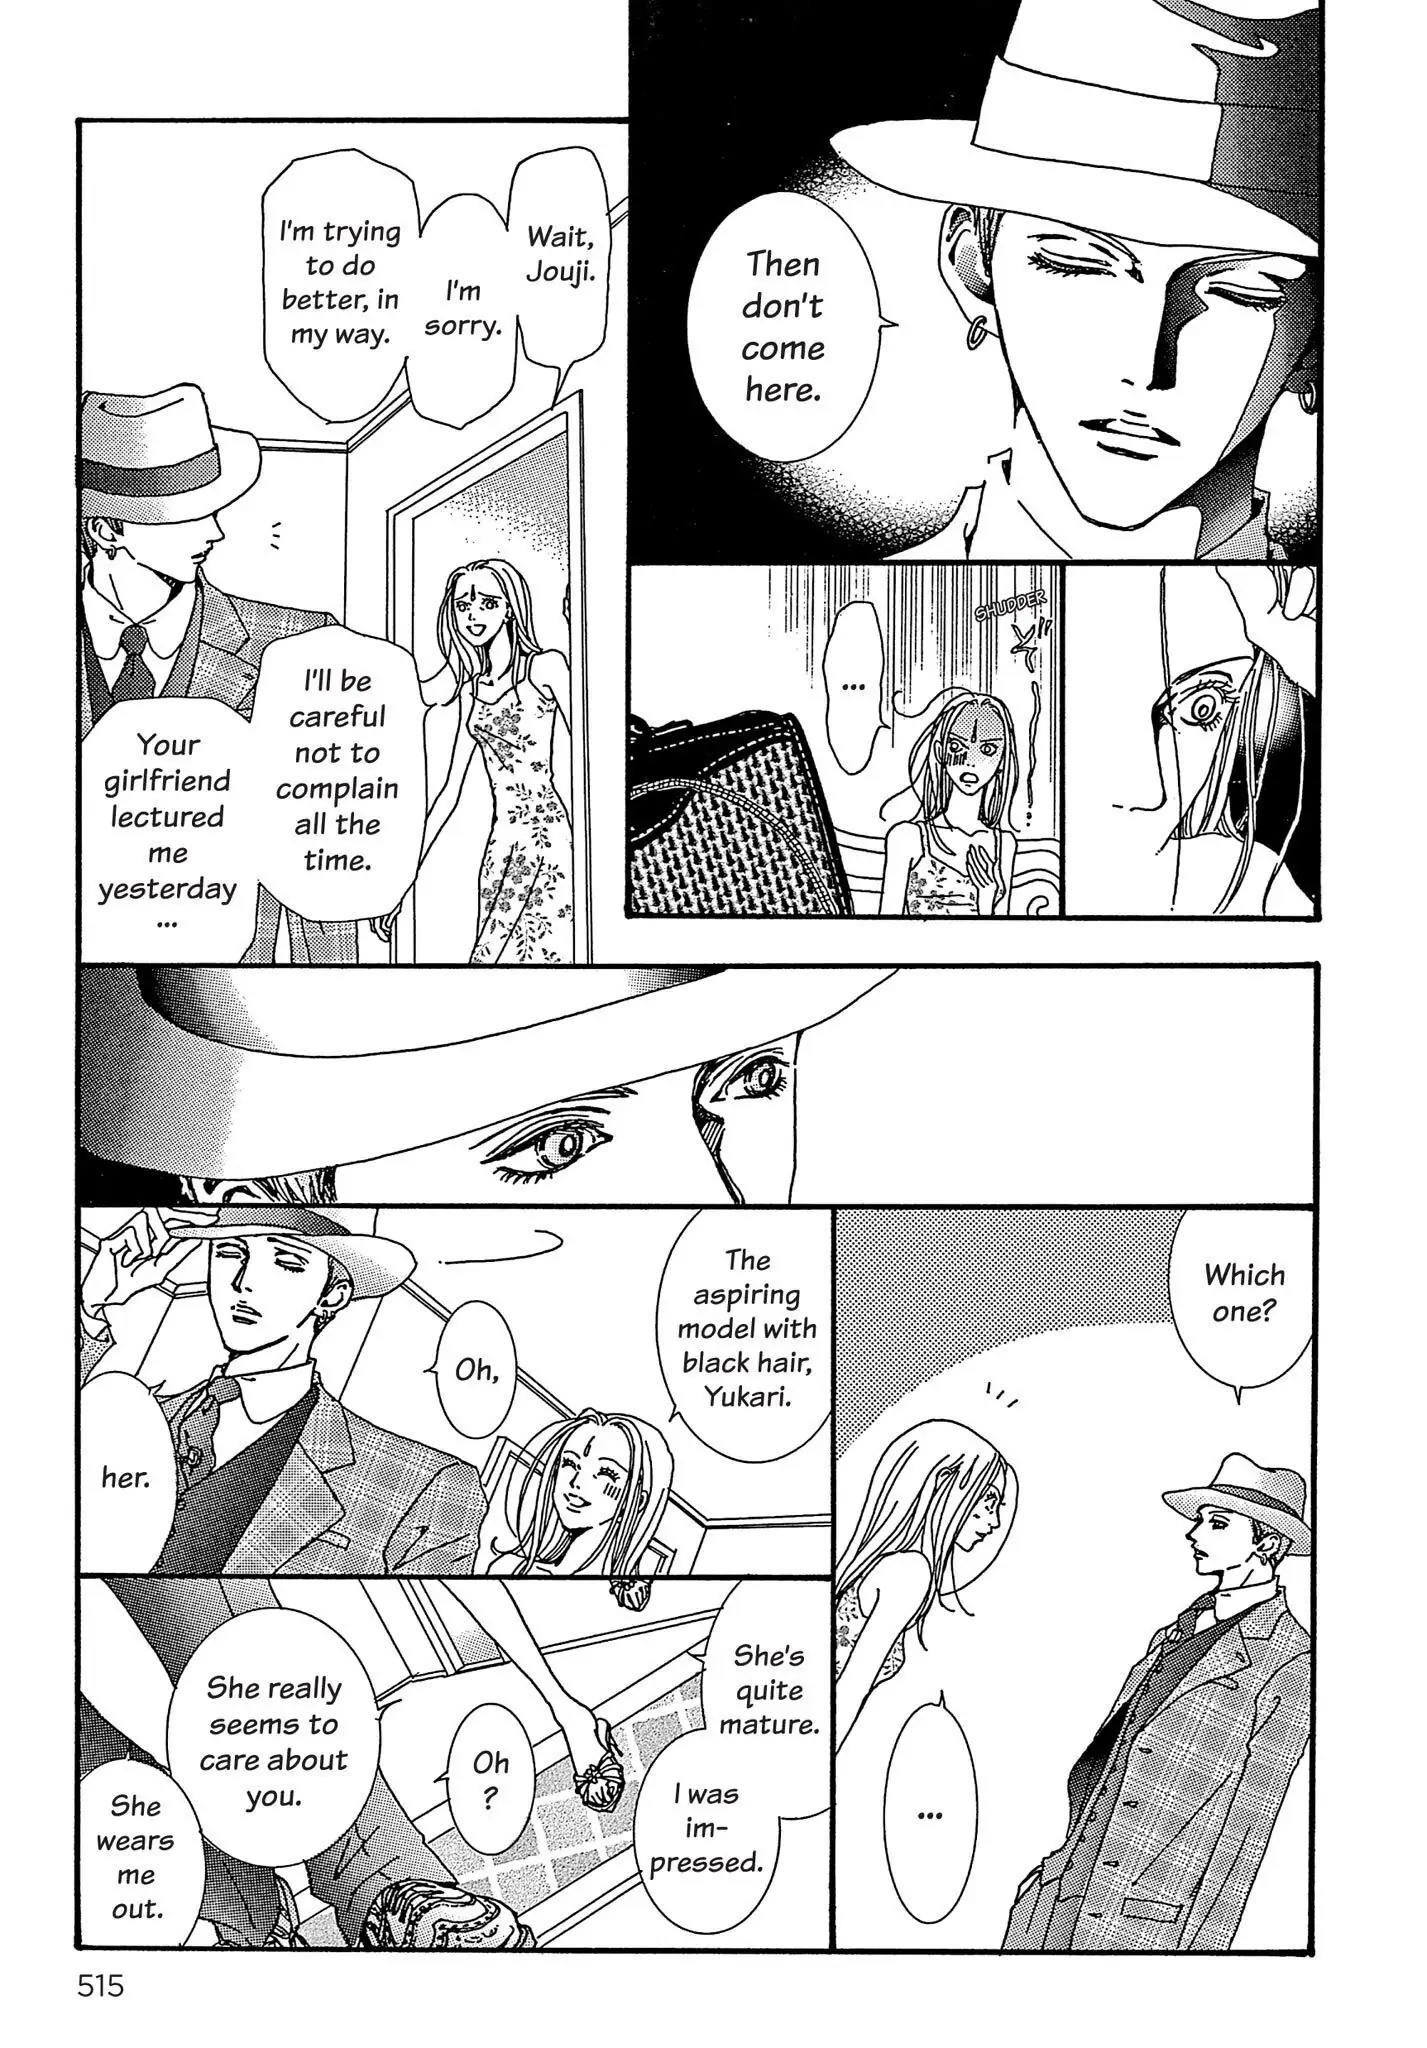 Then
don't
come
here.
SHUDDER
...
Wait,
Jouji.
I'm
sorry.
I'm trying
to do
better, in
my way.
I'll be
careful
not to
complain
all the
time.
Your
girlfriend
lectured
me
yesterday
...
Which
one?
...
The
aspiring
model with
black hair,
Yukari.
Oh,
her.
She's
quite
mature.
I was
im-
pressed.
Oh
?
She really
seems to
care about
you.
She
wears
me
out.
515